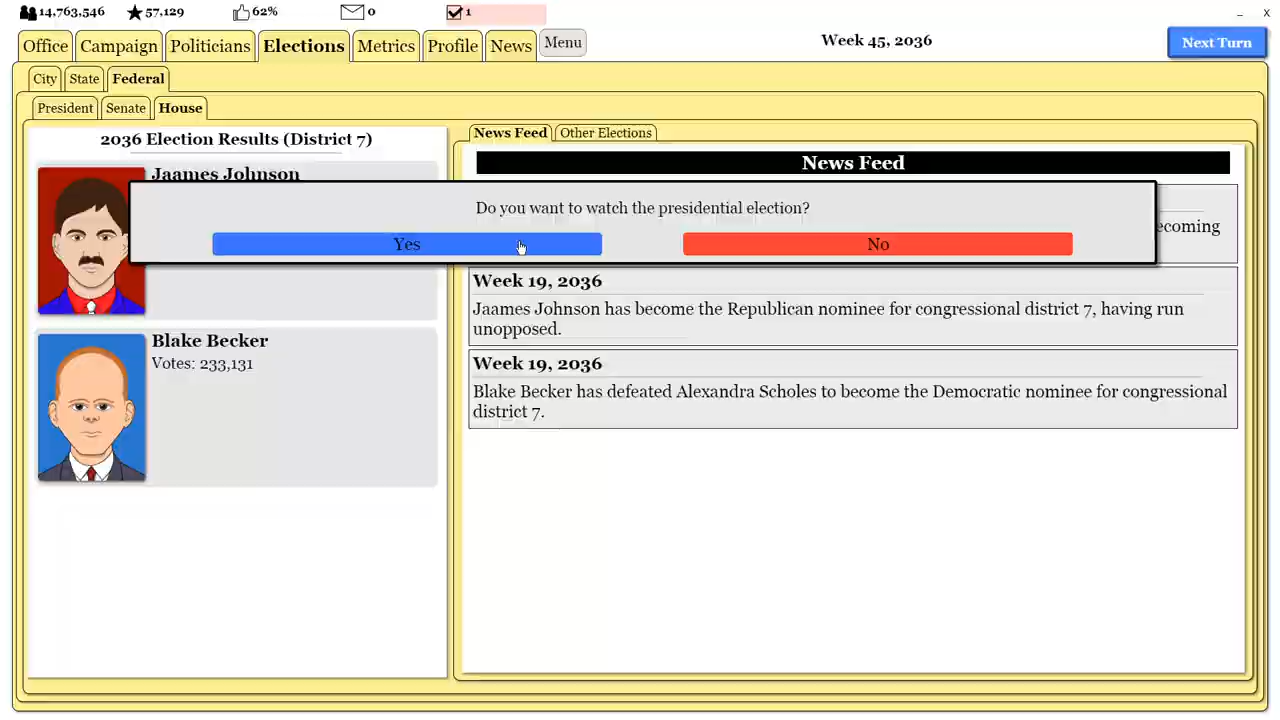 14,763,546 57,129 62% 0 1 _ x
Office Campaign Politicians Elections Metrics Profile News Menu Week 45, 2036 Next Turn
City State Federal
President Senate House
2036 Election Results (District 7)
News Feed Other Elections
News Feed
Jaames Johnson
Do you want to watch the presidential election?
Yes No
ecoming
Blake Becker
Votes: 233,131
Week 19, 2036
Jaames Johnson has become the Republican nominee for congressional district 7, having run
unopposed.
Week 19, 2036
Blake Becker has defeated Alexandra Scholes to become the Democratic nominee for congressional
district 7.